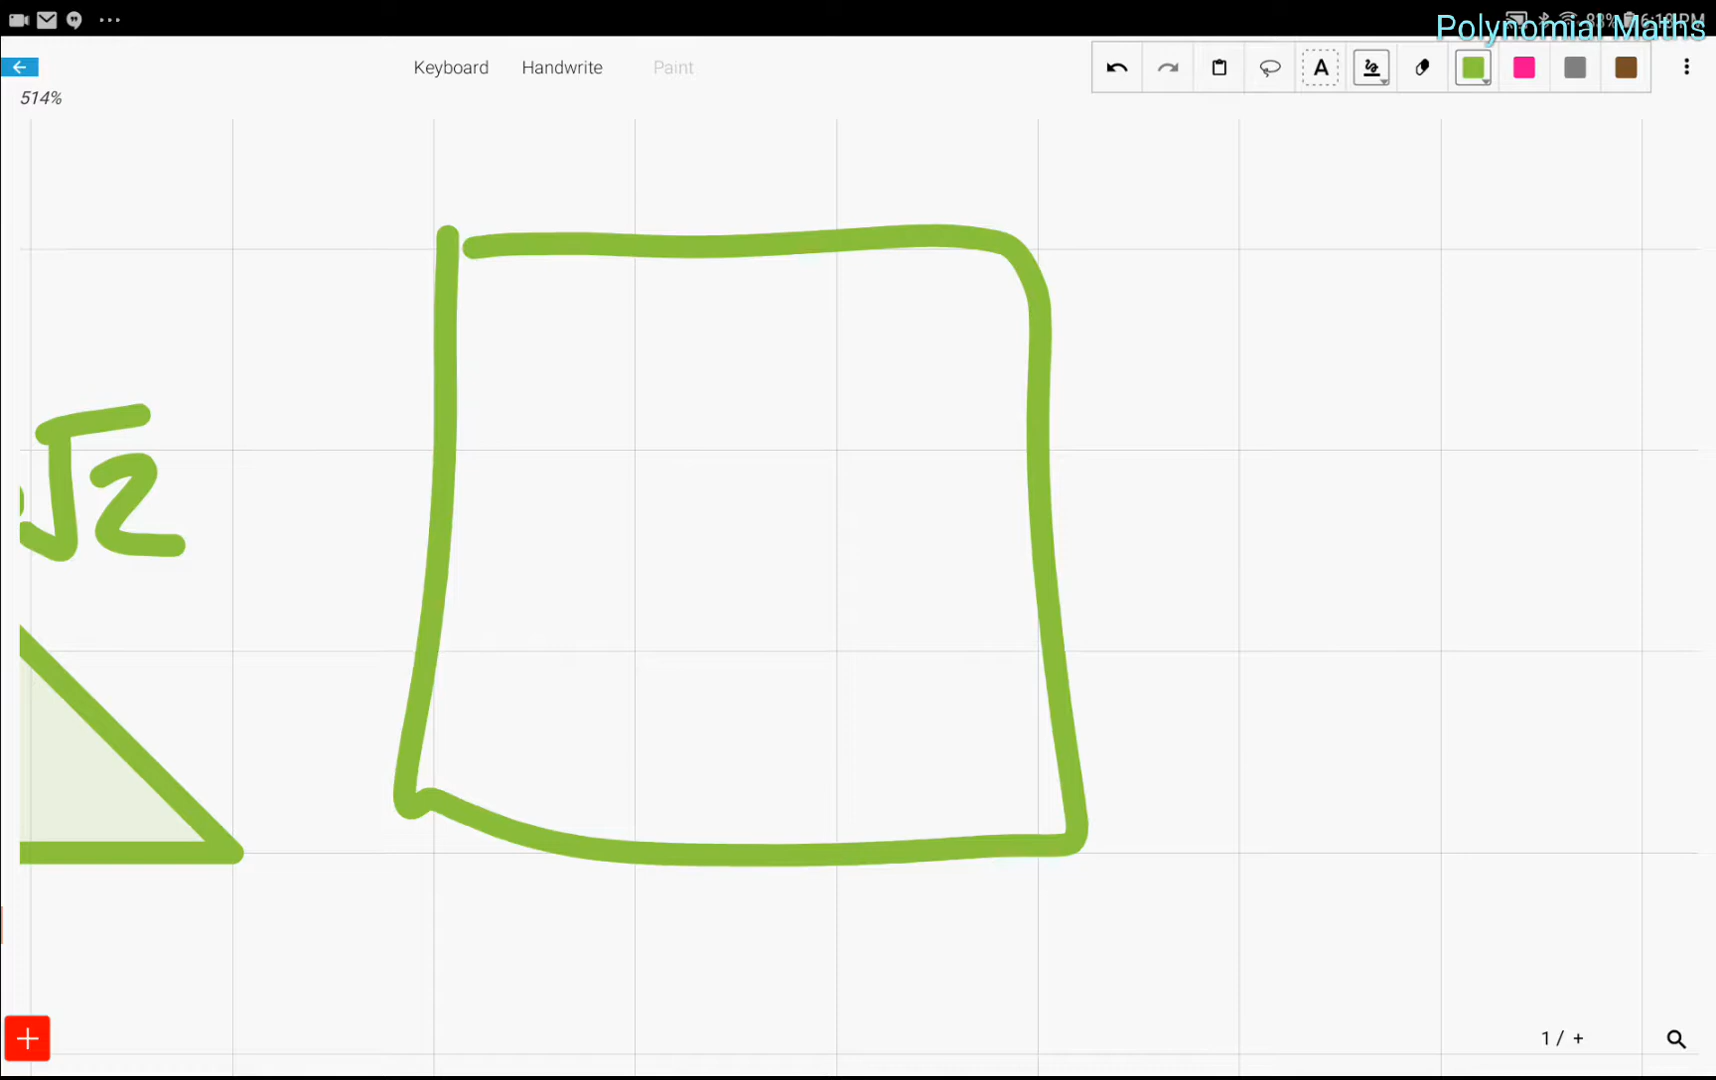 Polynomial Maths
Keyboard Handwrite Paint A
514%
√2
1 / +